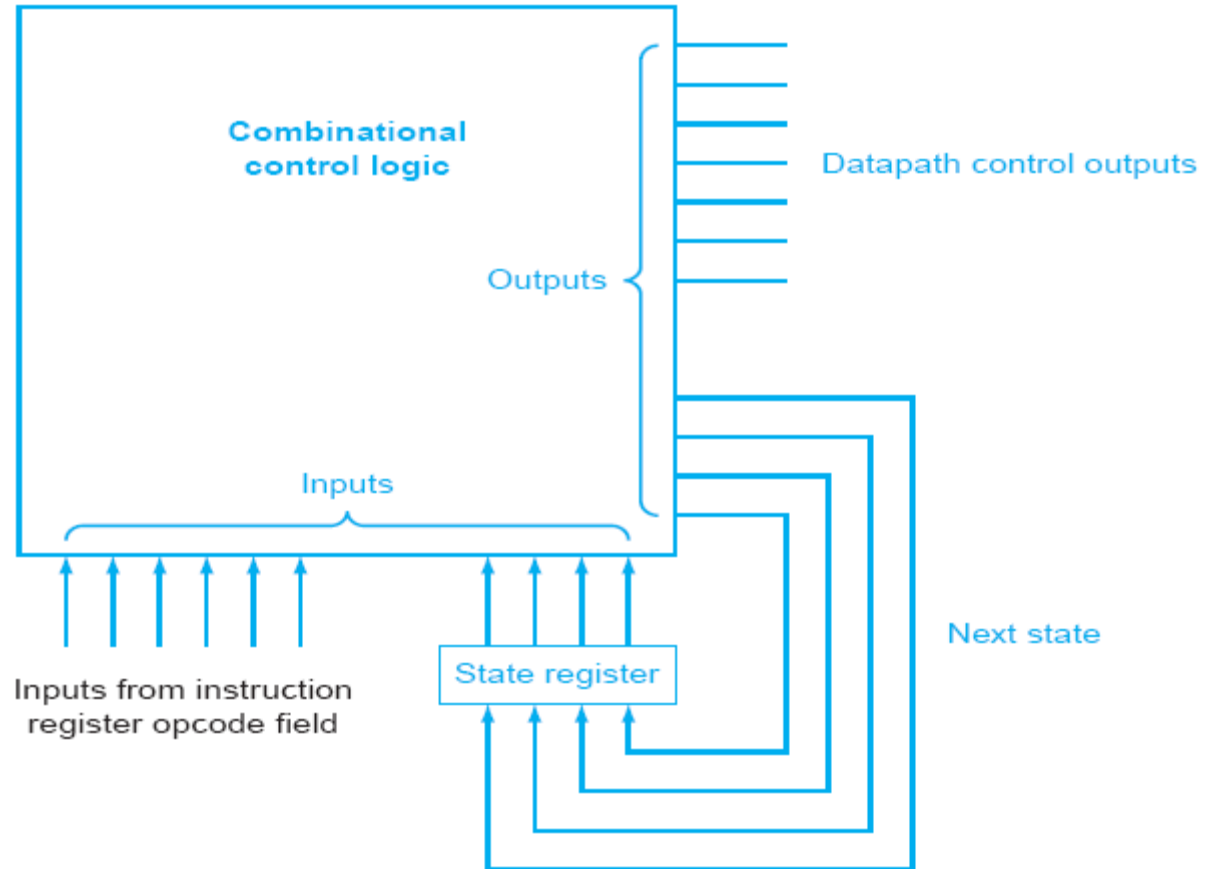 Combinational
control logic
Datapath control outputs
Outputs
Inputs
Next state
State register
Inputs from instruction
register opcode field